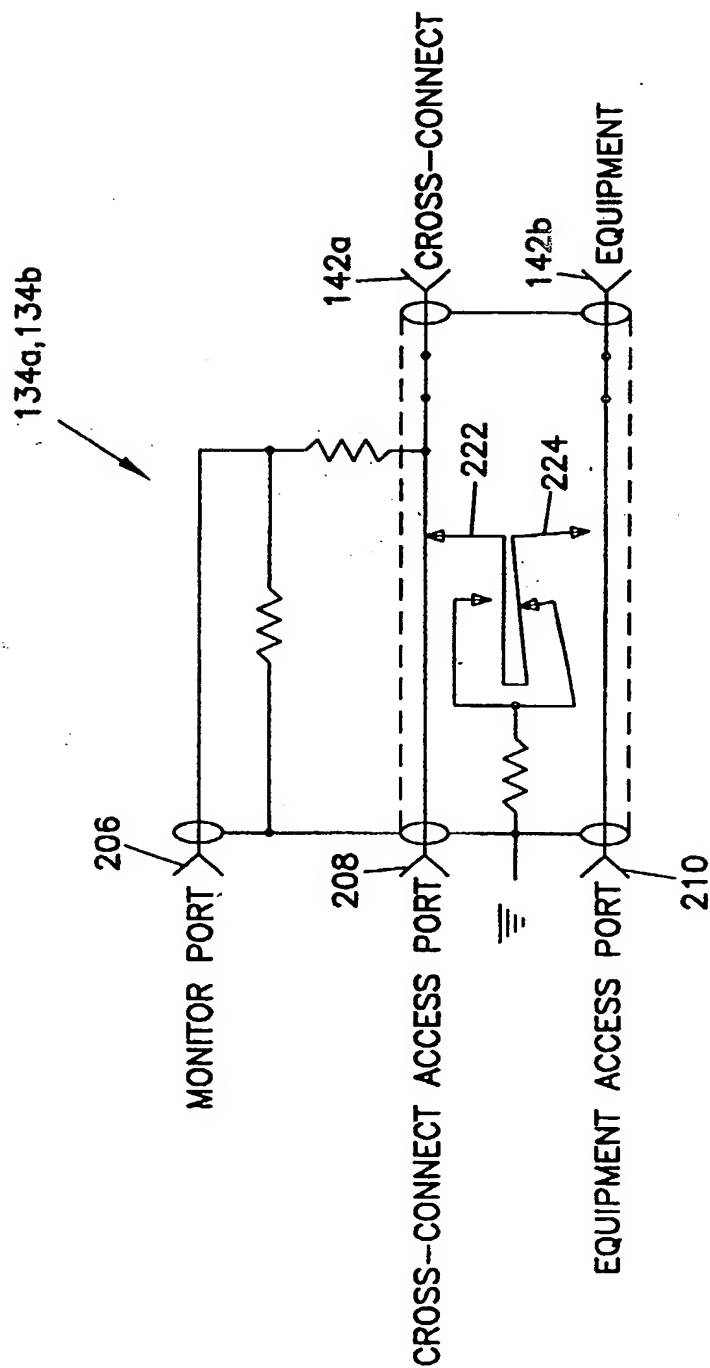 134a,134b
206
MONITOR PORT
142a
CROSS-CONNECT
208
CROSS-CONNECT ACCESS PORT
222
224
142b
EQUIPMENT
EQUIPMENT ACCESS PORT
210